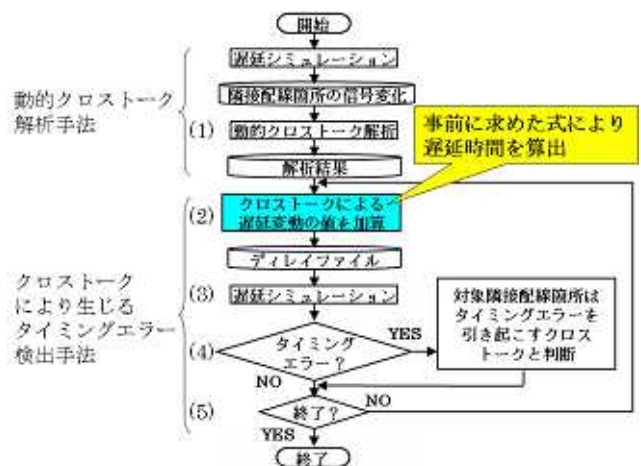 開始
遅延シミュレーション
隣接配線箇所の信号変化
動的クロストーク
解析手法
(1)
動的クロストーク解析
事前に求めた式により
遅延時間を算出
解析結果
(2)
クロストークによる
遅延変動の値を加算
ディレイファイル
クロストーク
により生じる
タイミングエラー
検出手法
(3)
遅延シミュレーション
対象隣接配線箇所は
タイミングエラーを
引き起こすクロス
トークと判断
(4)
タイミング
エラー?
YES
NO
(5)
終了?
NO
YES
終了